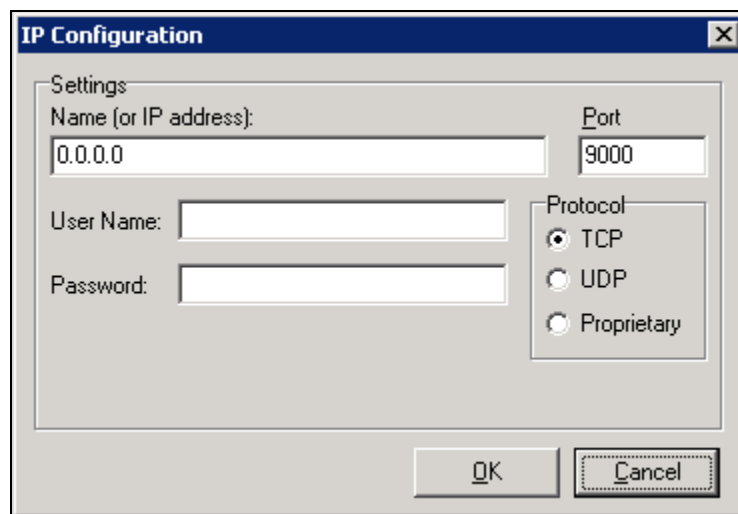 IP Configuration
Settings
Name (or IP address):
Port
0.0.0.0
9000
User Name:
Protocol
TCP
Password:
UDP
Proprietary
OK
Cancel